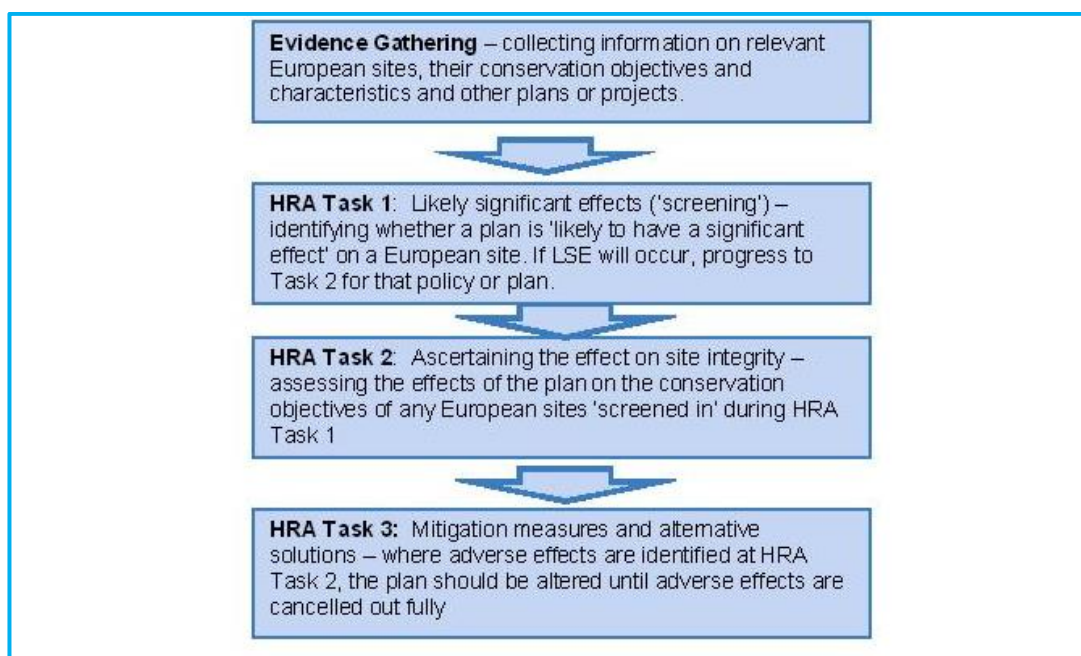 Evidence Gathering – collecting information on relevant
European sites, their conservation objectives and
characteristics and other plans or projects.
HRA Task 1: Likely significant effects ('screening') –
identifying whether a plan is 'likely to have a significant
effect' on a European site. If LSE will occur, progress to
Task 2 for that policy or plan.
HRA Task 2: Ascertaining the effect on site integrity –
assessing the effects of the plan on the conservation
objectives of any European sites 'screened in' during HRA
Task 1
HRA Task 3: Mitigation measures and alternative
solutions – where adverse effects are identified at HRA
Task 2, the plan should be altered until adverse effects are
cancelled out fully